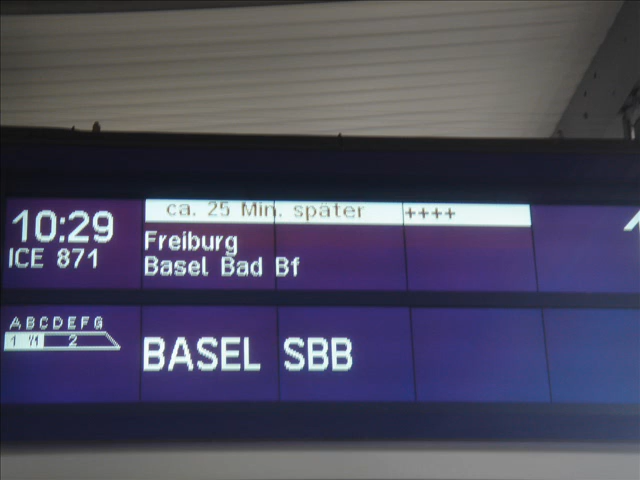 ca. 25 Min. später ++++
10:29
ICE 871
Freiburg
Basel Bad Bf
ABCDEFG
1 2
BASEL SBB